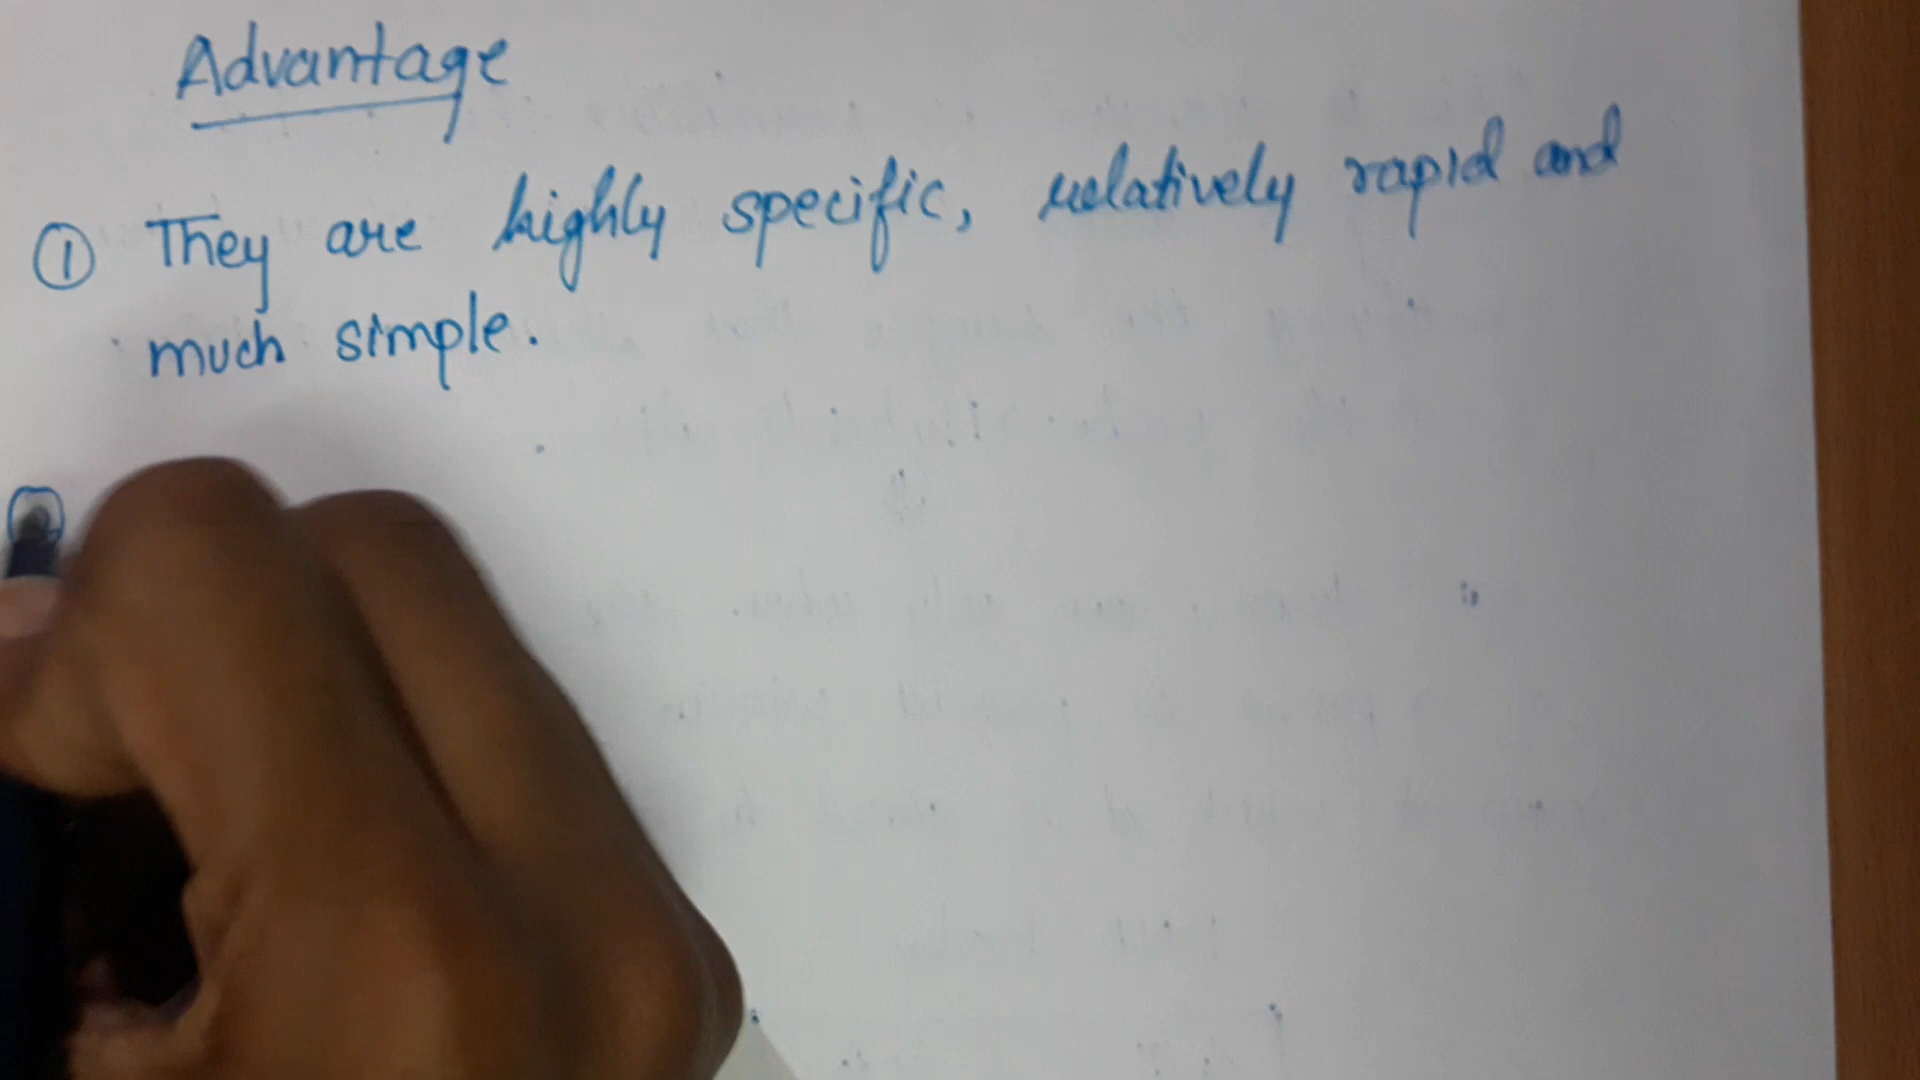 Advantage
① They are highly specific, relatively rapid and
much simple.